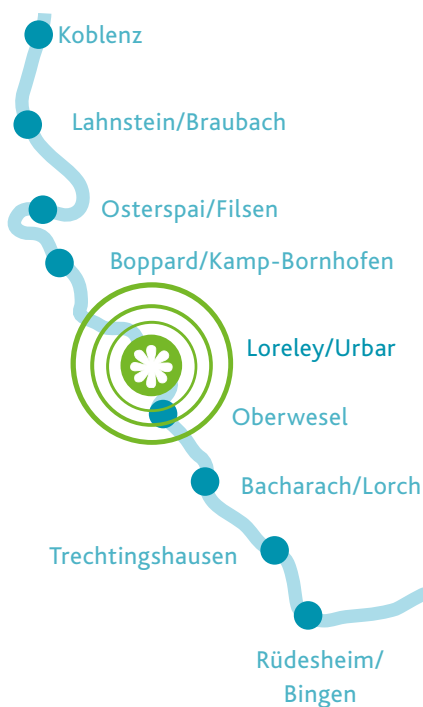 Koblenz
Lahnstein/Braubach
Osterspai/Filsen
Boppard/Kamp-Bornhofen
Loreley/Urbar
Oberwesel
Bacharach/Lorch
Trechtingshausen
Rüdesheim/
Bingen